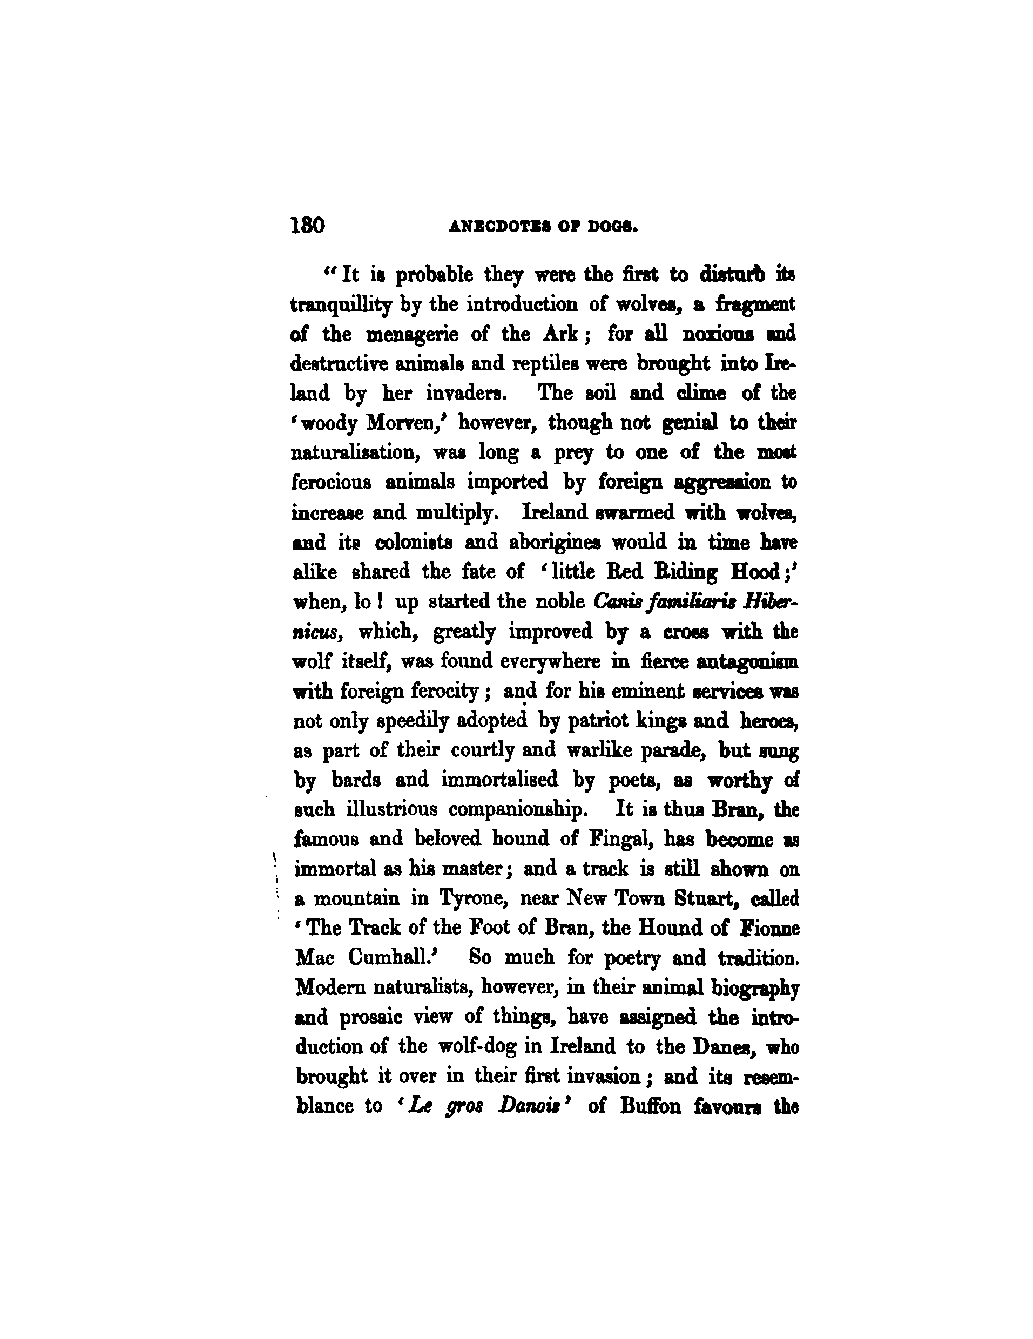 180 ANECDOTES OF DOGS.
"It is probable they were the first to disturb its
tranquillity by the introduction of wolves, a fragment
of the menagerie of the Ark; for all noxious and
destructive animals and reptiles were brought into Ire-
land by her invaders. The soil and clime of the
'woody Morven,' however, though not genial to their
naturalisation, was long a prey to one of the most
ferocious animals imported by foreign aggression to
increase and multiply. Ireland swarmed with wolves,
and its colonists and aborigines would in time have
alike shared the fate of 'little Red Riding Hood;'
when, lo! up started the noble Canis familiaris Hiber-
nicus, which, greatly improved by a cross with the
wolf itself, was found everywhere in fierce antagonism
with foreign ferocity; and for his eminent services was
not only speedily adopted by patriot kings and heroes,
as part of their courtly and warlike parade, but sung
by bards and immortalised by poets, as worthy of
such illustrious companionship. It is thus Bran, the
famous and beloved hound of Fingal, has become as
immortal as his master; and a track is still shown on
a mountain in Tyrone, near New Town Stuart, called
'The Track of the Foot of Bran, the Hound of Fionne
Mac Cumhall.' So much for poetry and tradition.
Modern naturalists, however, in their animal biography
and prosaic view of things, have assigned the intro-
duction of the wolf-dog in Ireland to the Danes, who
brought it over in their first invasion; and its resem-
blance to 'Le gros Danois' of Buffon favours the